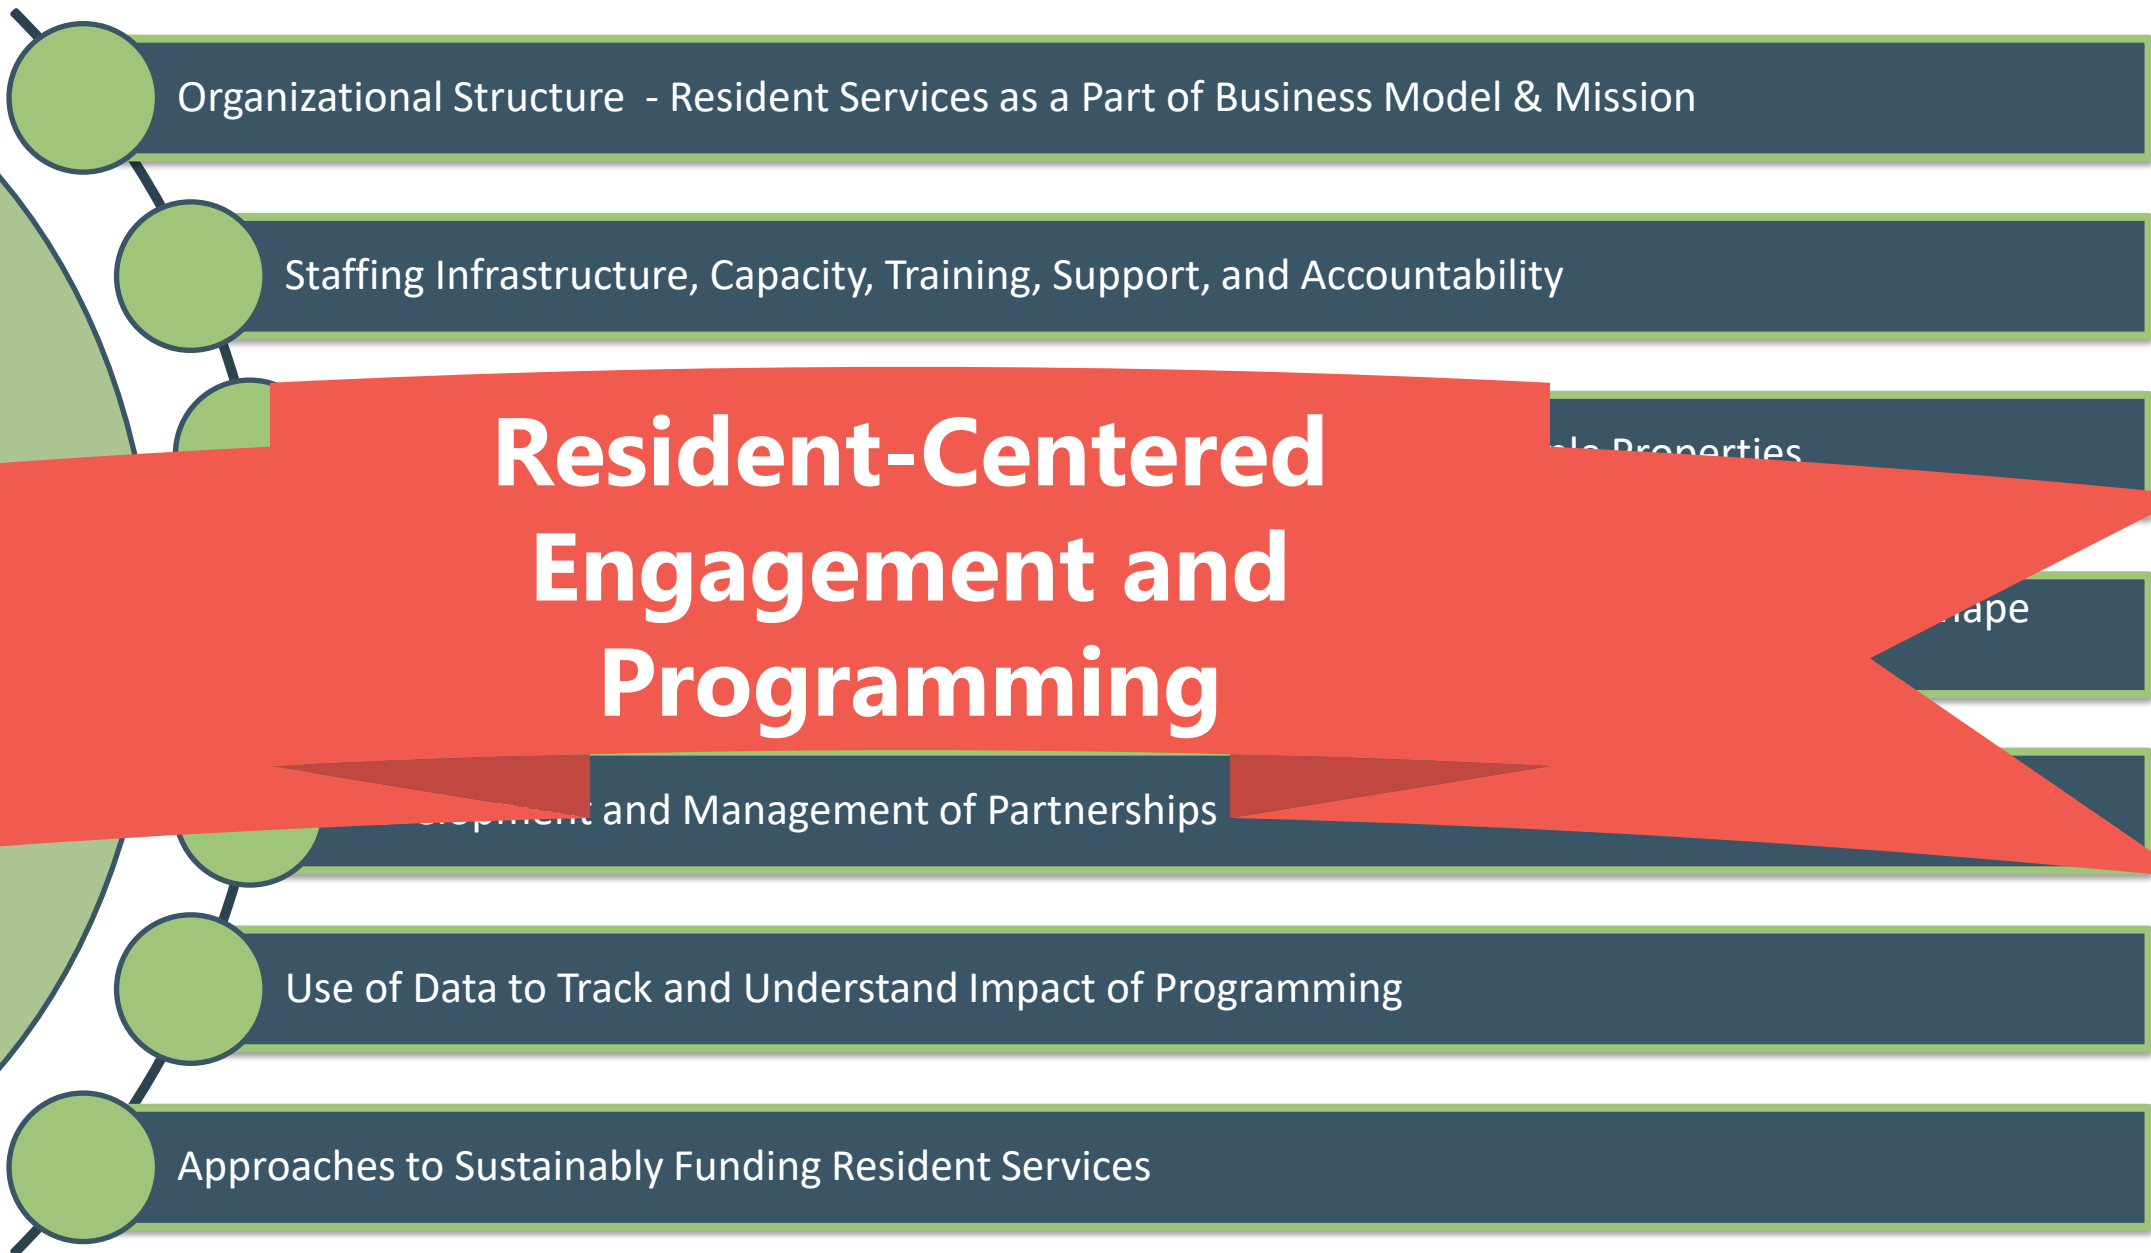 Organizational Structure - Resident Services as a Part of Business Model & Mission
Staffing Infrastructure, Capacity, Training, Support, and Accountability
Properties
Resident-Centered
Engagement and
Programming
and Management of Partnerships
Use of Data to Track and Understand Impact of Programming
Approaches to Sustainably Funding Resident Services